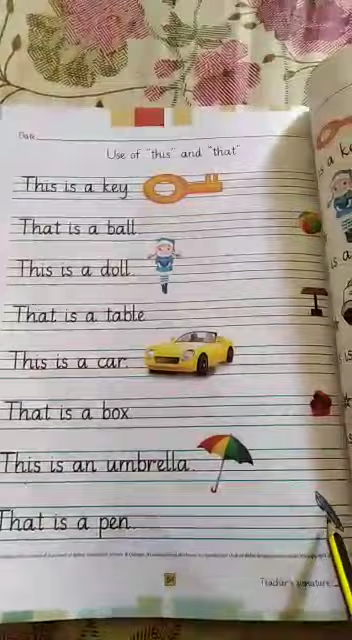 Date
Use of "this" and "that"
This is a key
That is a ball.
This is a doll.
That is a table
This is a car.
That is a box
This is an umbrella.
That is a pen.
Teacher's signature